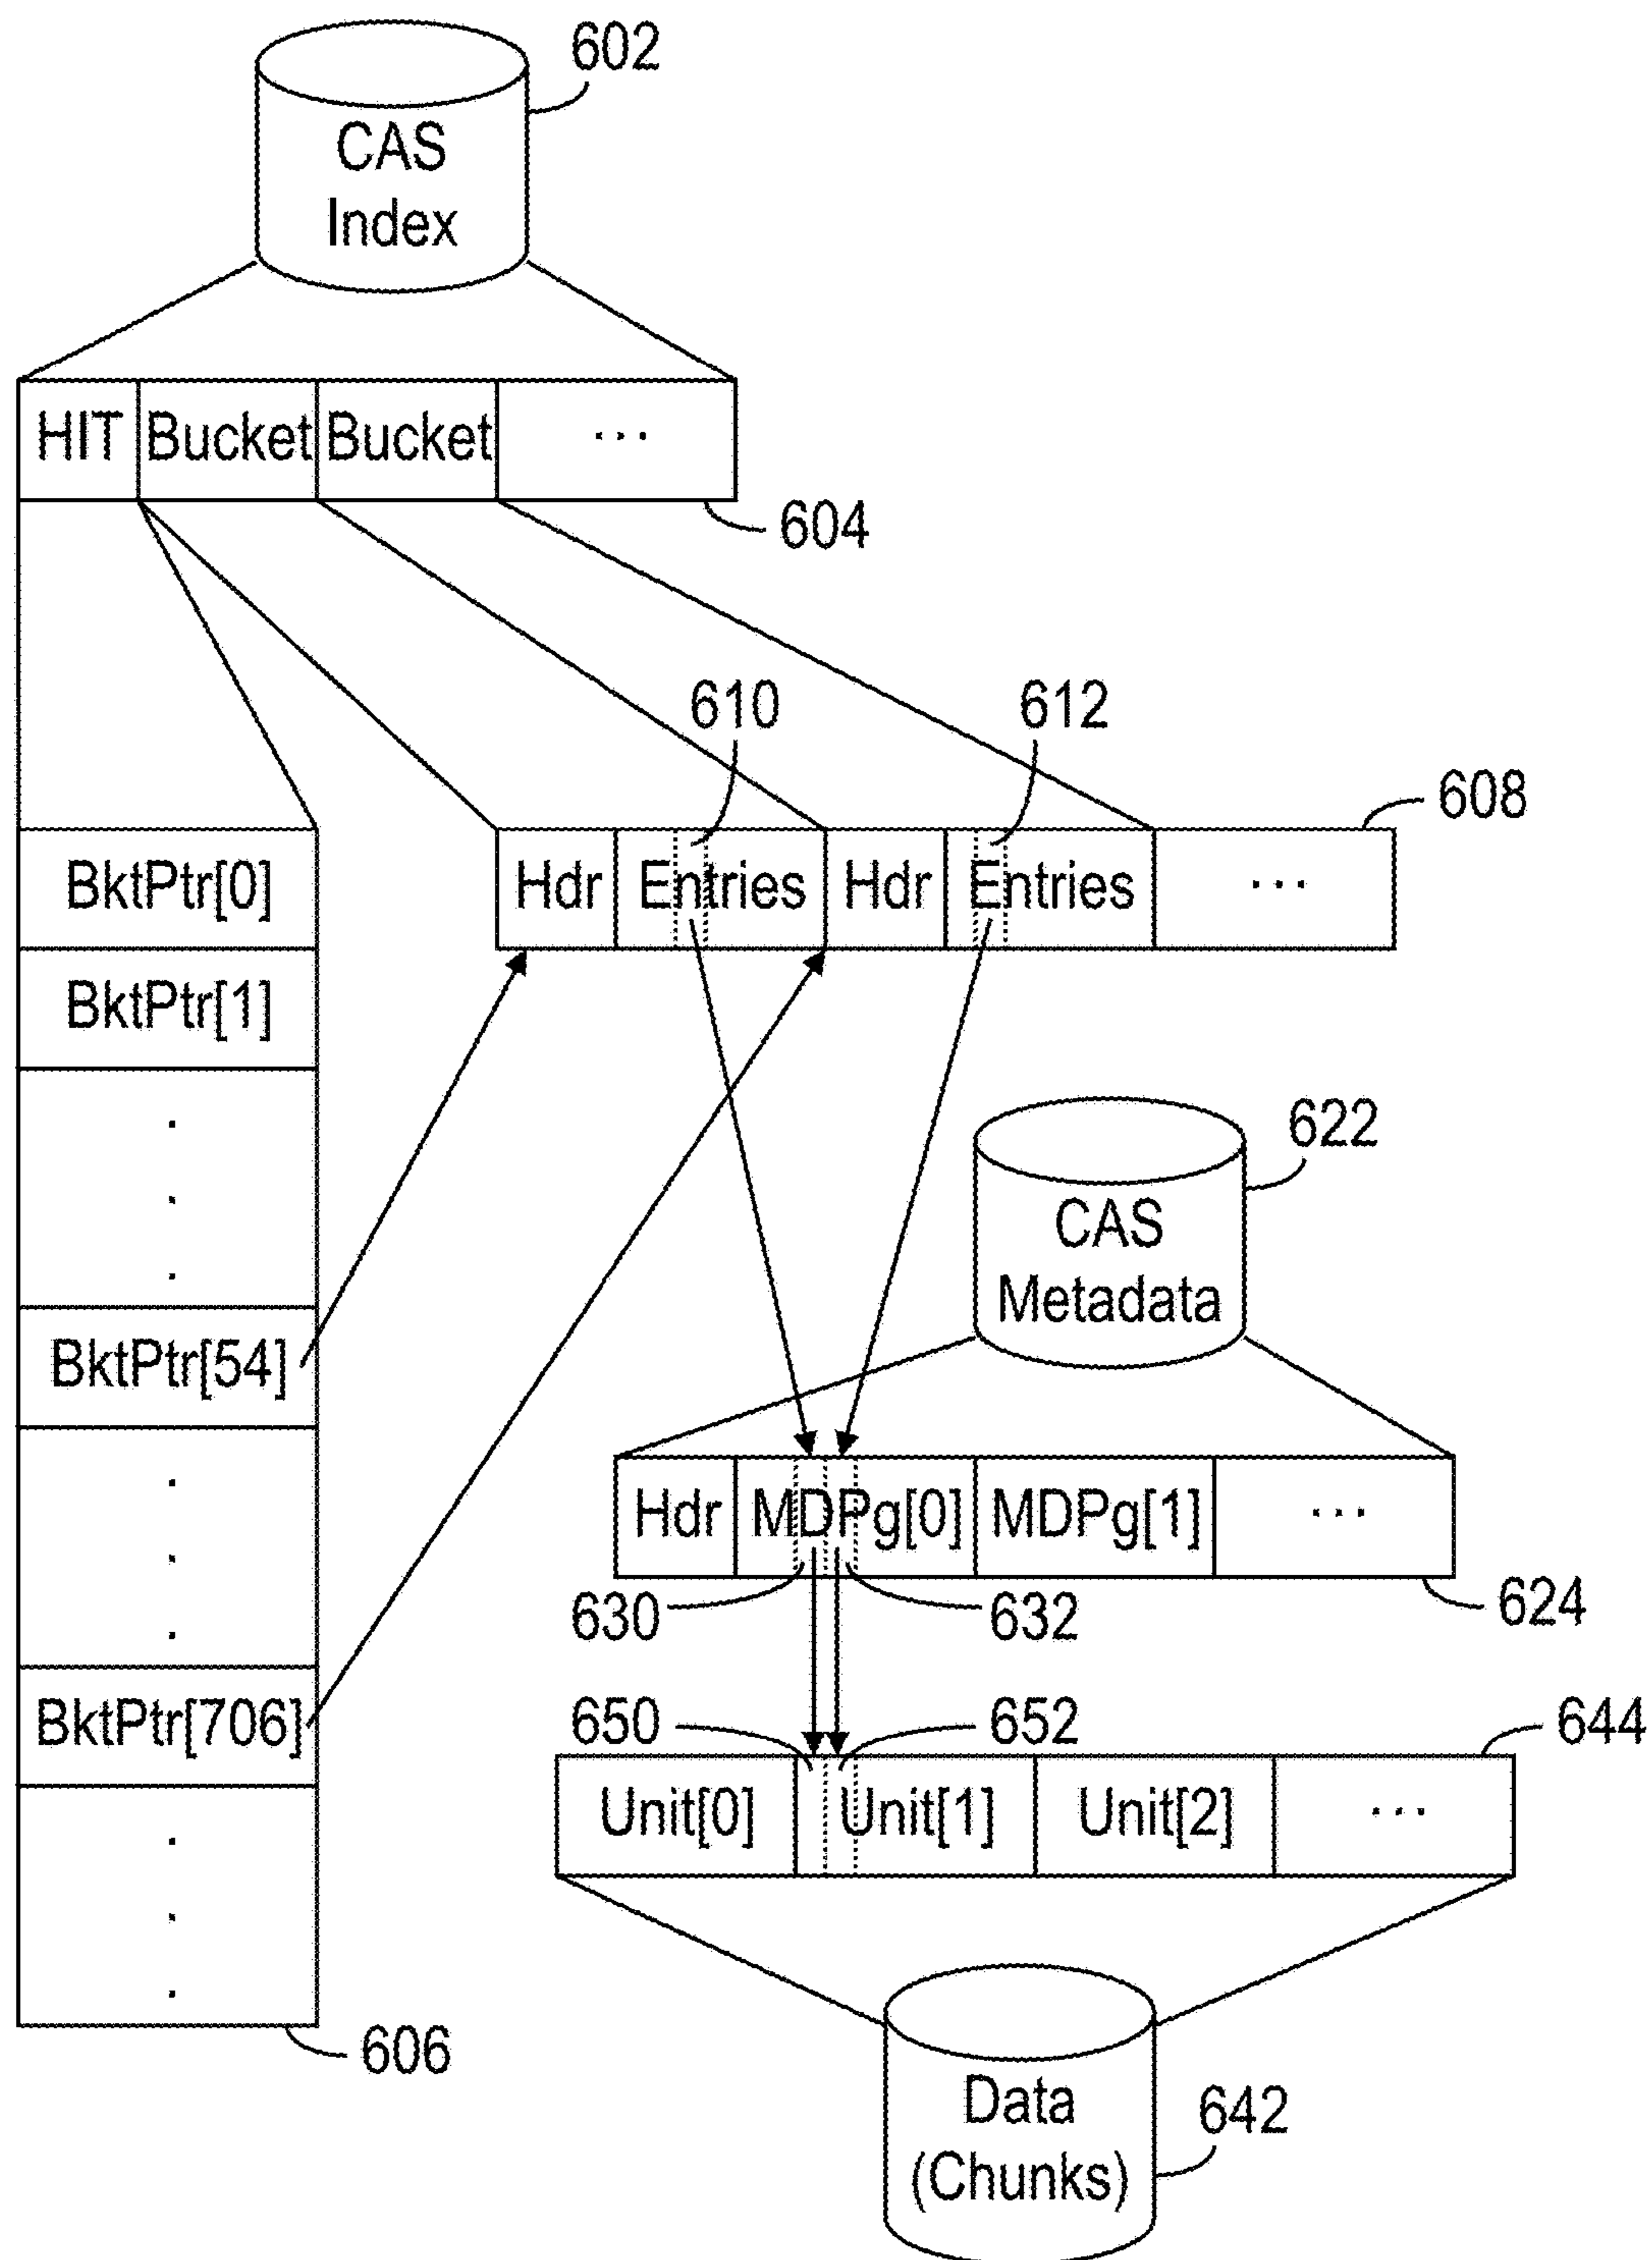 602
CAS
Index
HIT Bucket Bucket ...
604
610 612
608
BktPtr[0] Hdr Entries Hdr Entries ...
BktPtr[1]
.
.
.
622
CAS
Metadata
BktPtr[54]
.
.
.
Hdr MDPg[0] MDPg[1] ...
630 632 624
BktPtr[706]
650 652 644
Unit[0] Unit[1] Unit[2] ...
.
.
.
606
Data
(Chunks)
642